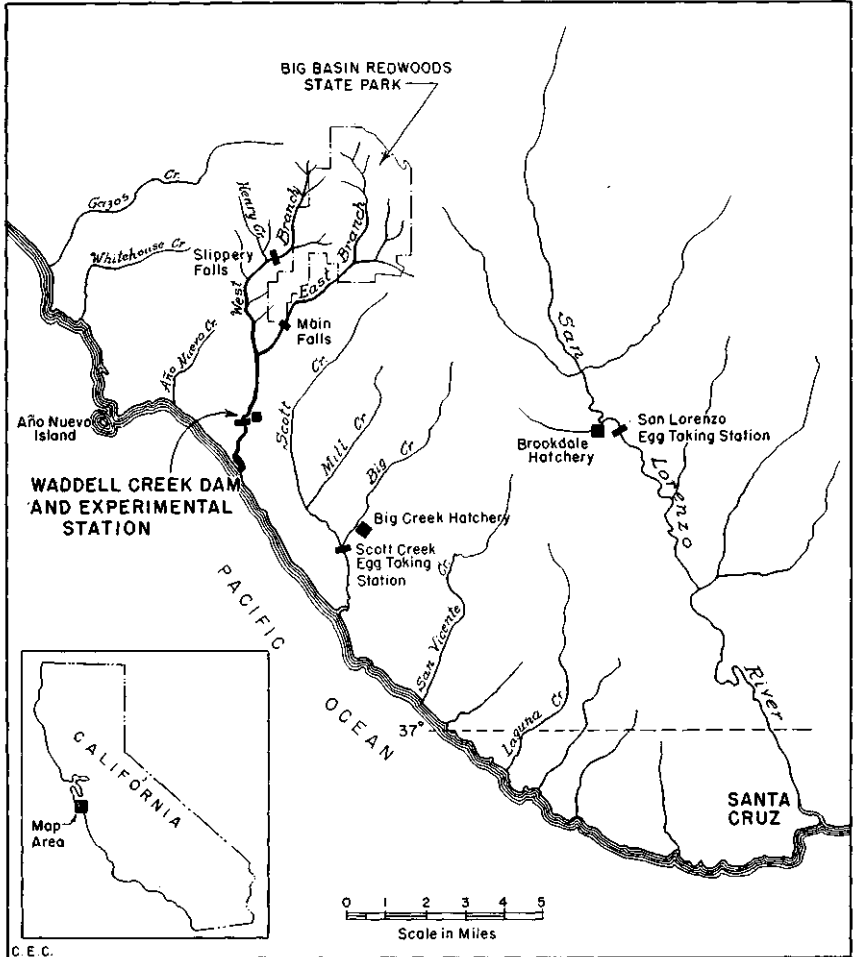 BIG BASIN REDWOODS
STATE PARK
Gazos Cr.
Whitehouse Cr.
Henry Cr.
Branch
Slippery
Falls
West
East Branch
Main
Falls
Año Nuevo Cr.
Año Nuevo
Island
WADDELL CREEK DAM
AND EXPERIMENTAL
STATION
Scott Cr.
Mill Cr
Big Cr
Big Creek Hatchery
Scott Creek
Egg Taking
Station
San Lorenzo River
San Lorenzo
Egg Taking Station
Brookdale
Hatchery
San Vicente Cr.
Laguna Cr
37°
PACIFIC OCEAN
SANTA
CRUZ
CALIFORNIA
Map
Area
0 1 2 3 4 5
Scale in Miles
C.E.C.